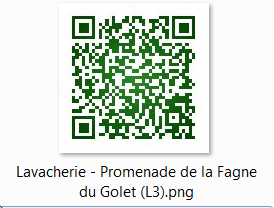 Lavacherie - Promenade de la Fagne
du Golet (L3).png